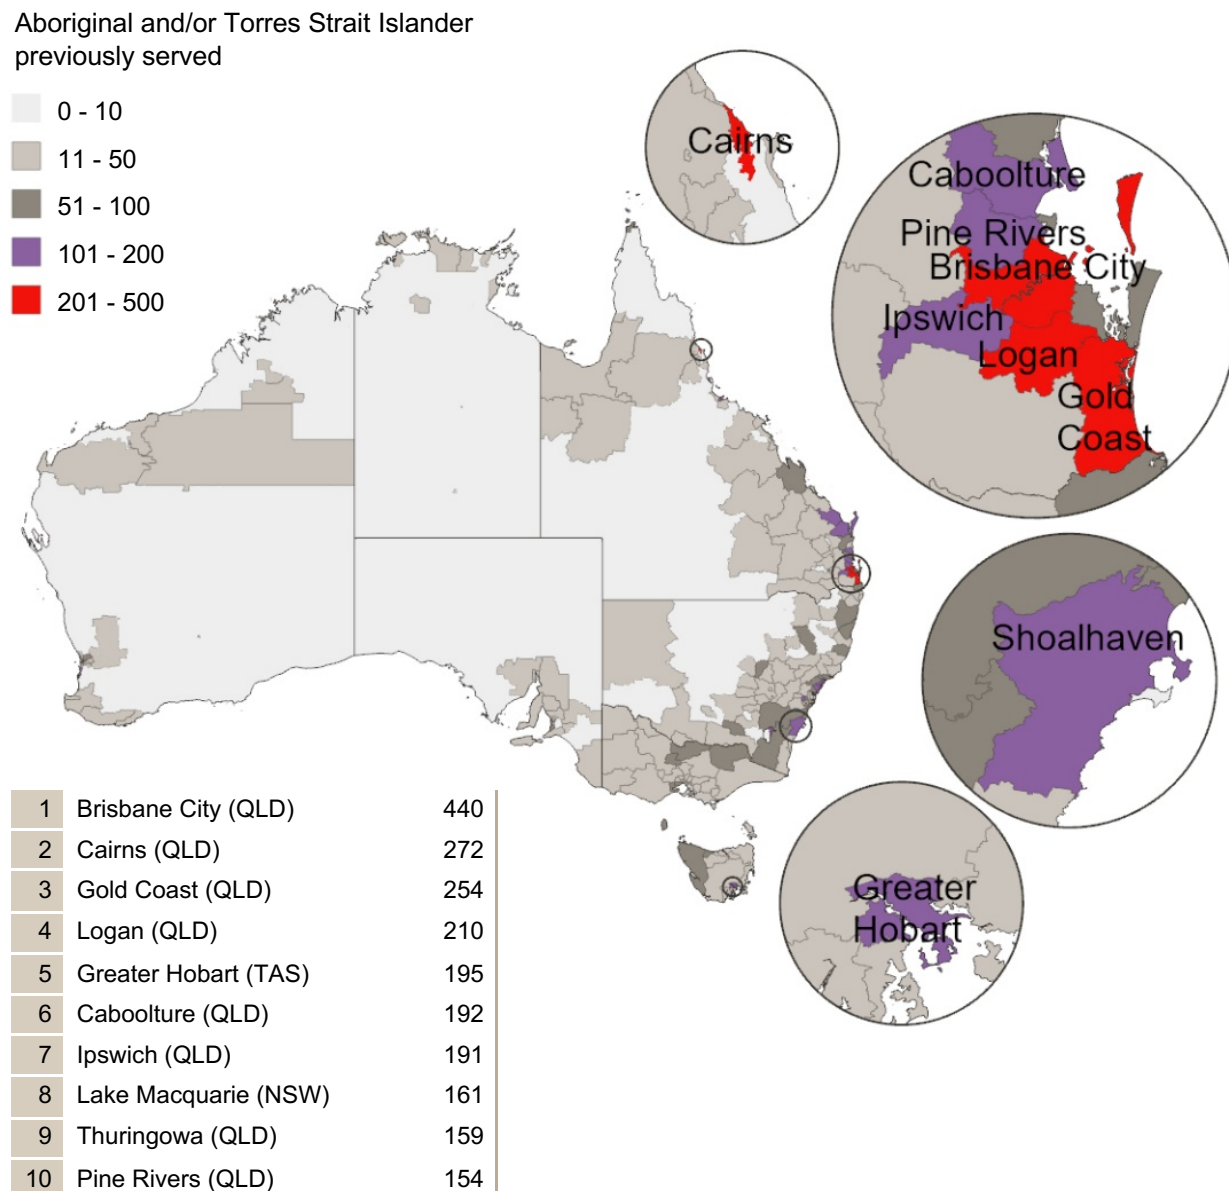 Aboriginal and/or Torres Strait Islander
previously served
0 - 10
11 - 50
51 - 100
101 - 200
201 - 500
Cairns
Caboolture
Pine Rivers
Brisbane City
Ipswich
Logan
Gold
Coast
Shoalhaven
Greater
Hobart
1 Brisbane City (QLD) 440
2 Cairns (QLD) 272
3 Gold Coast (QLD) 254
4 Logan (QLD) 210
5 Greater Hobart (TAS) 195
6 Caboolture (QLD) 192
7 Ipswich (QLD) 191
8 Lake Macquarie (NSW) 161
9 Thuringowa (QLD) 159
10 Pine Rivers (QLD) 154